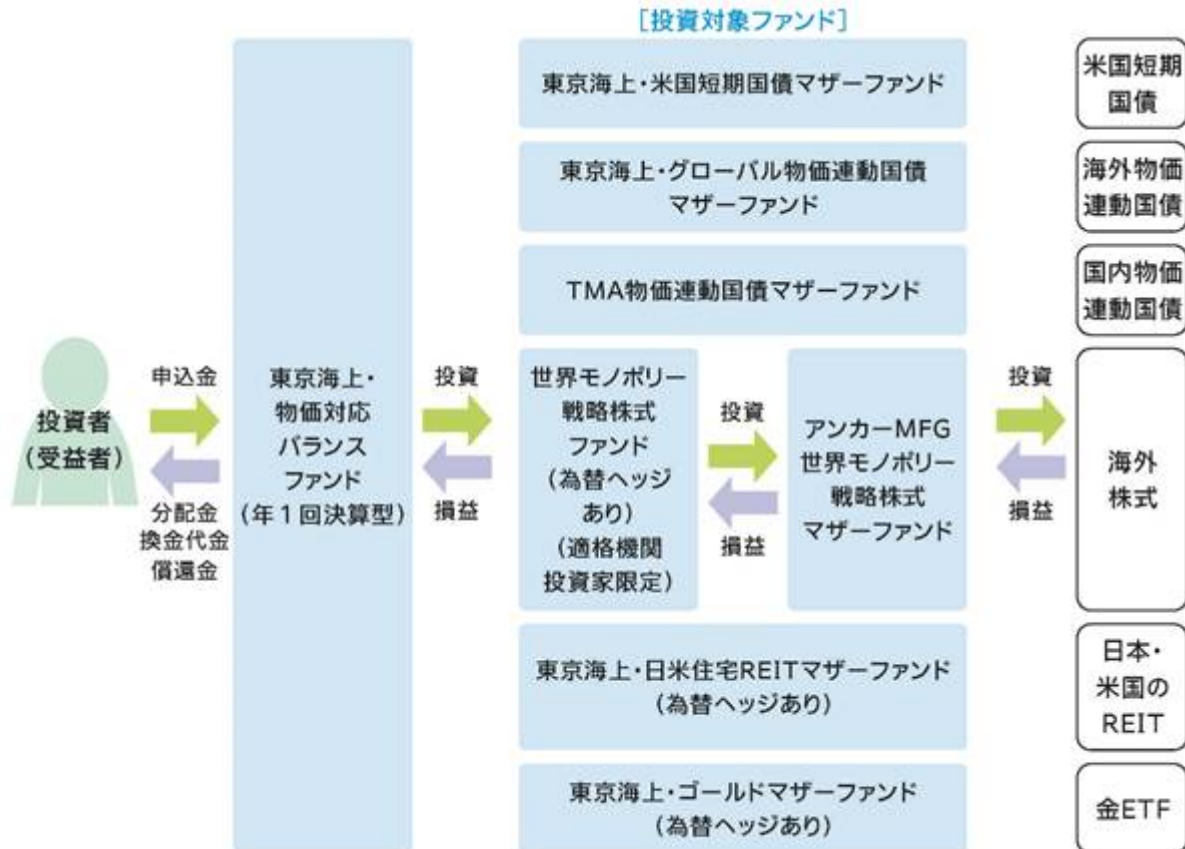 ［投資対象ファンド］
東京海上・米国短期国債マザーファンド
米国短期
国債
東京海上・グローバル物価連動国債
マザーファンド
海外物価
連動国債
TMA物価連動国債マザーファンド
国内物価
連動国債
投資者
（受益者）
申込金
分配金
換金代金
償還金
東京海上・
物価対応
バランス
ファンド
（年１回決算型）
投資
損益
世界モノポリー
戦略株式
ファンド
（為替ヘッジ
あり）
（適格機関
投資家限定）
投資
損益
アンカーMFG
世界モノポリー
戦略株式
マザーファンド
投資
損益
海外
株式
東京海上・日米住宅REITマザーファンド
（為替ヘッジあり）
日本・
米国の
REIT
東京海上・ゴールドマザーファンド
（為替ヘッジあり）
金ETF